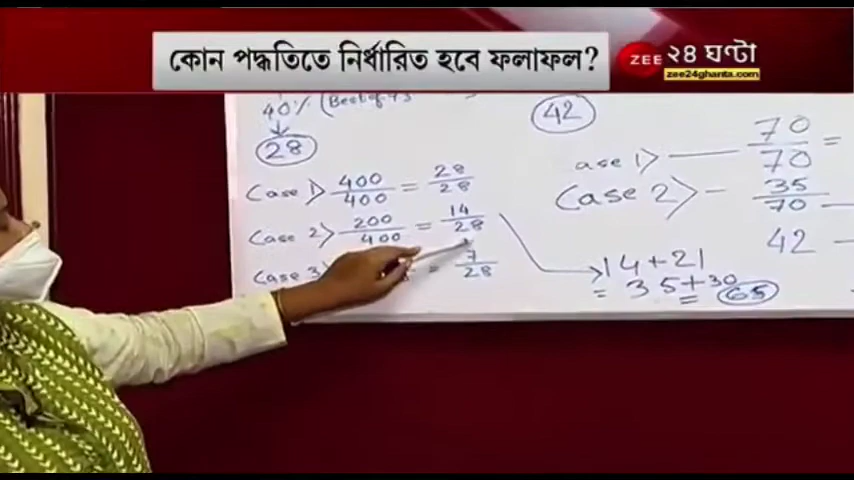 কোন পদ্ধতিতে নির্ধারিত হবে ফলাফল?
ZEE ২৪ ঘণ্টা
zee24ghanta.com
40% (Best of
28
Case 1> 400/400 = 28/28
Case 2> 200/400 = 14/28
Case 3 = 7/28
42
ase 1> — 70/70 =
Case 2> — 35/70 —
42 —
14+21
= 35+30 65